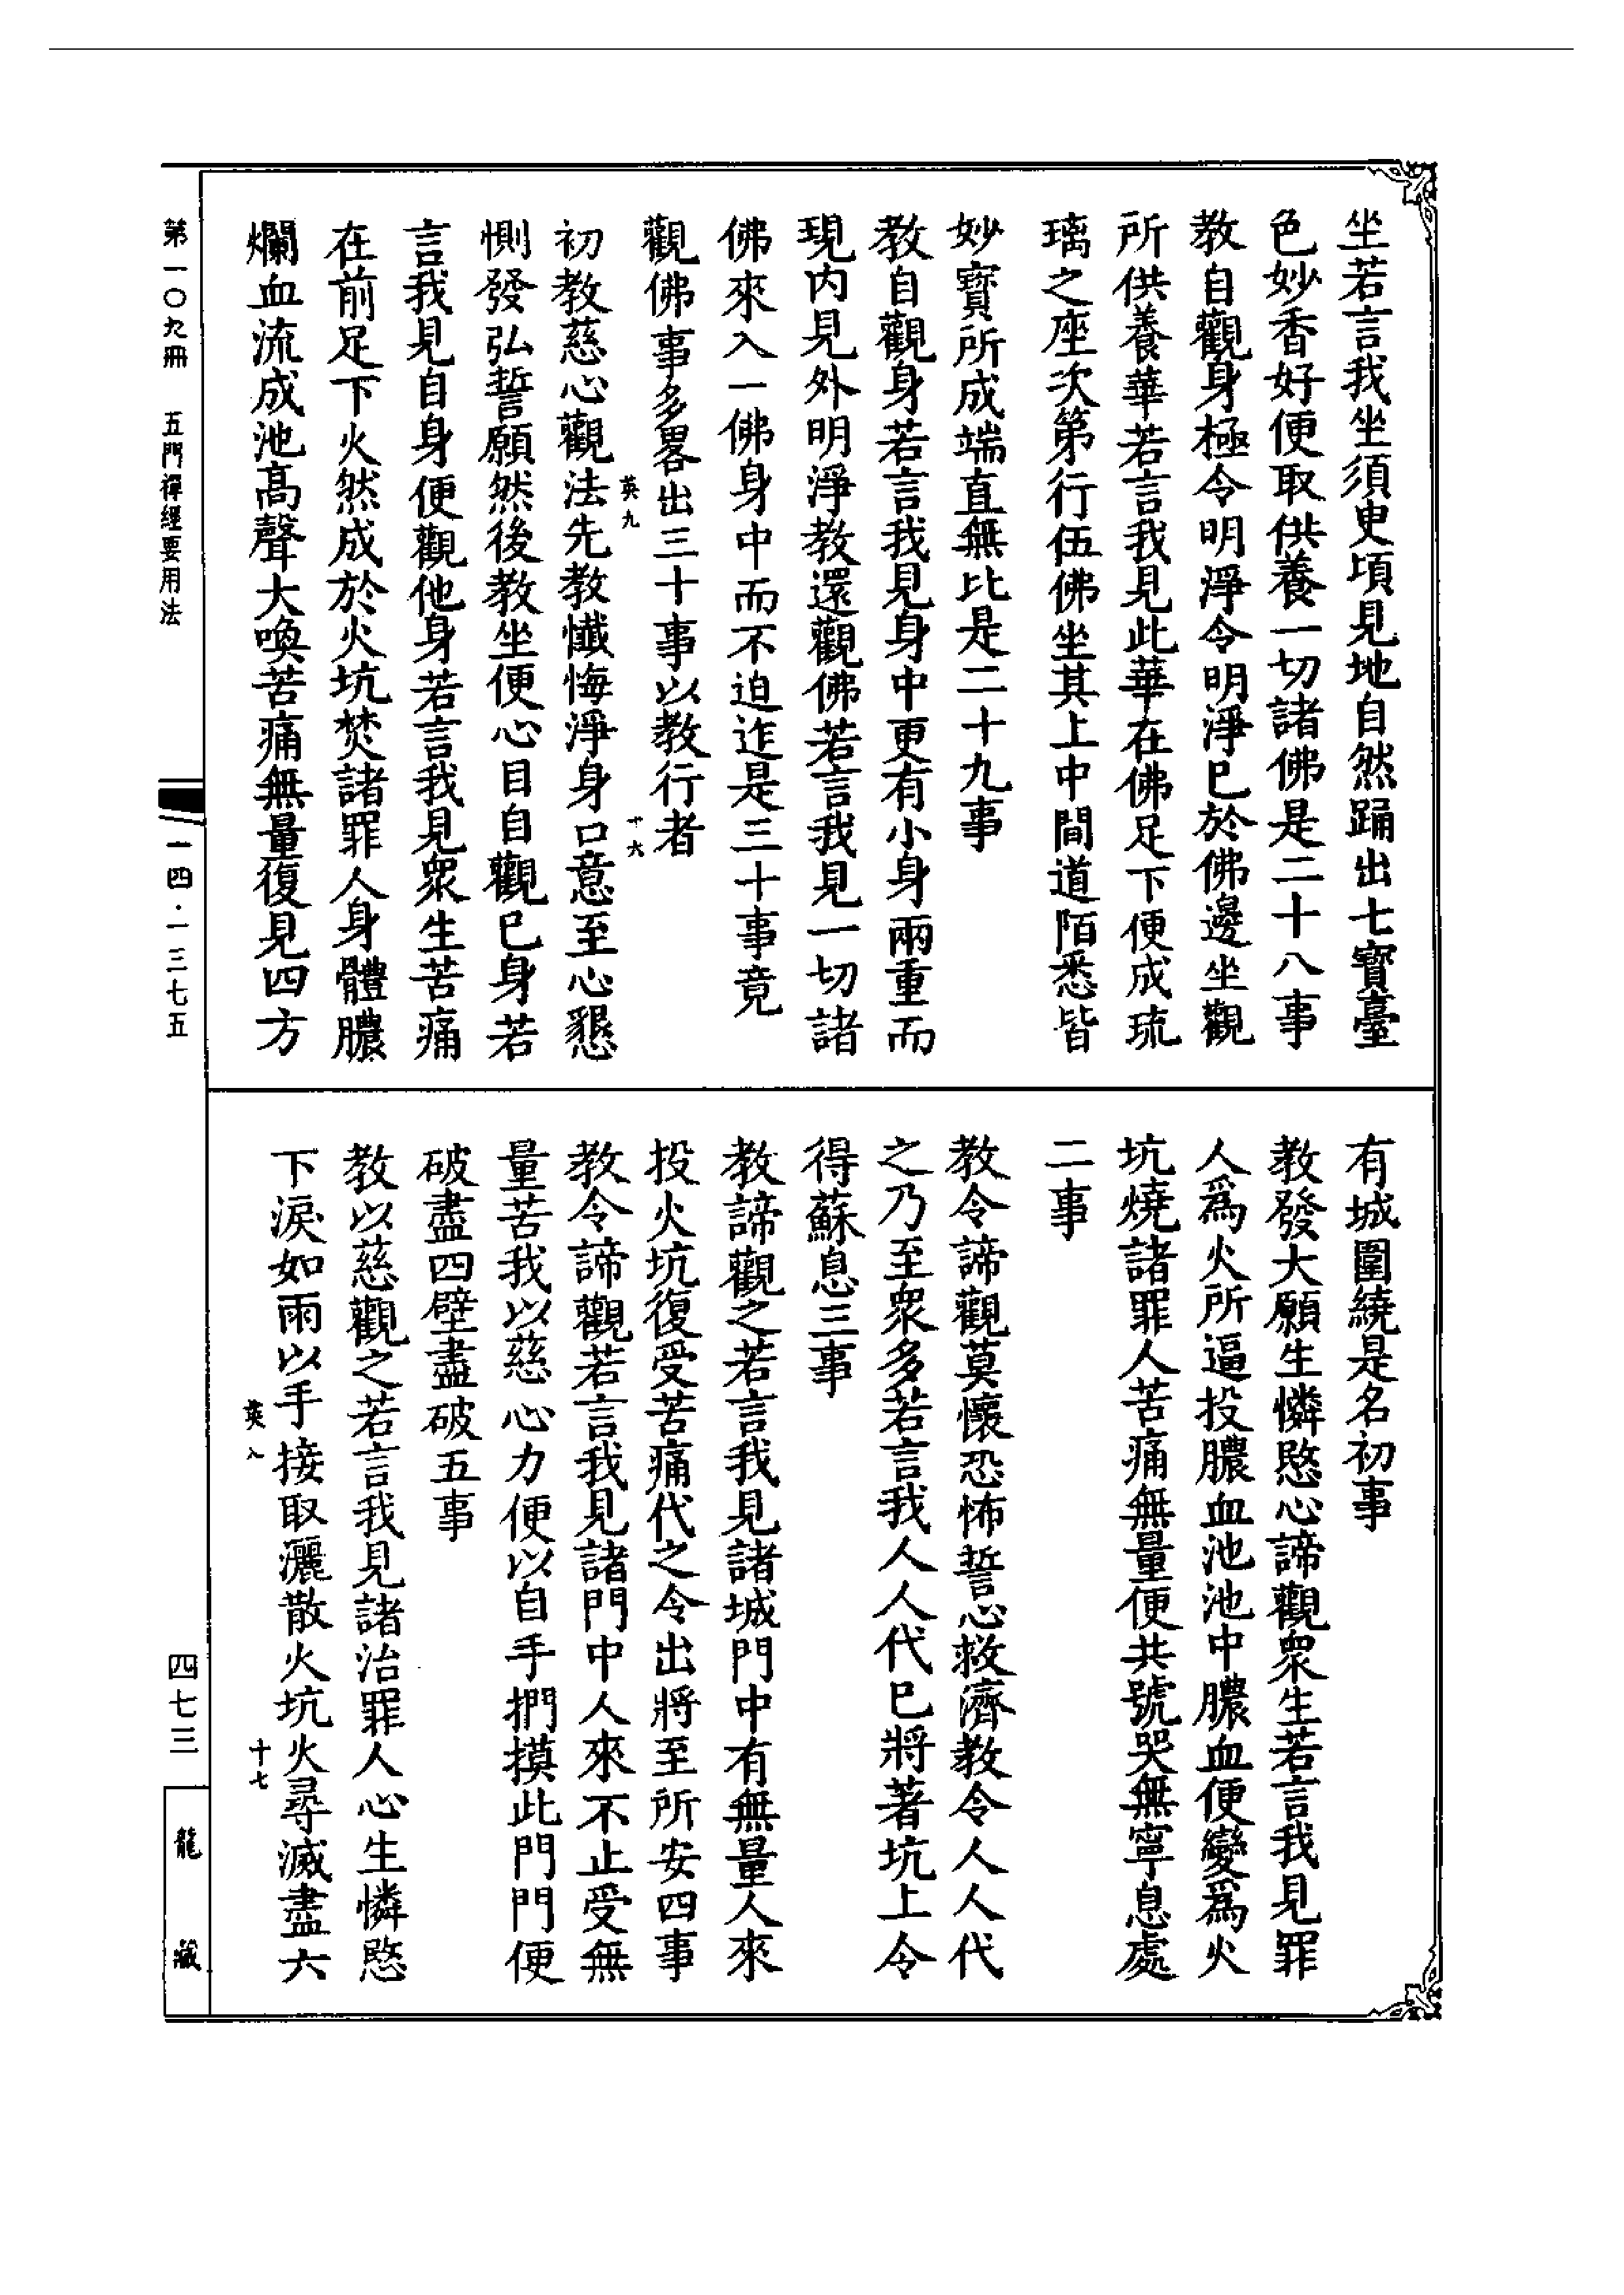 坐若言我坐須臾頃見地自然踊出七寶臺
色妙香好便取供養一切諸佛是二十八事
教自觀身極令明淨令明淨已於佛邊坐觀
所供養華若言我見此華在佛足下便成琉
璃之座次第行伍佛坐其上中間道陌悉皆
妙寶所成端直無比是二十九事
教自觀身若言我見身中更有小身兩重而
現内見外明淨教還觀佛若言我見一切諸
佛來入一佛身中而不迫迮是三十事竟
觀佛事多畧出三十事以教行者
英九
十六
初教慈心觀法先教懺悔淨身口意至心懇
惻發弘誓願然後教坐便心目自觀已身若
言我見自身便觀他身若言我見衆生苦痛
在前足下火然成於火坑焚諸罪人身體膿
爛血流成池高聲大喚苦痛無量復見四方
有城圍繞是名初事
教發大願生憐愍心諦觀衆生若言我見罪
人爲火所逼投膿血池池中膿血便變爲火
坑燒諸罪人苦痛無量便共號哭無寧息處
二事
教令諦觀莫懷恐怖誓心救濟教令人人代
之乃至衆多若言我人人代已將著坑上令
得蘇息三事
教諦觀之若言我見諸城門中有無量人來
投火坑復受苦痛代之令出將至所安四事
教令諦觀若言我見諸門中人來不止受無
量苦我以慈心力便以自手捫摸此門門便
破盡四壁盡破五事
教以慈觀之若言我見諸治罪人心生憐愍
下淚如雨以手接取灑散火坑火尋滅盡六
英八
十七
第一〇九冊 五門禪經要用法
一四·一三七五
四七三
龍藏